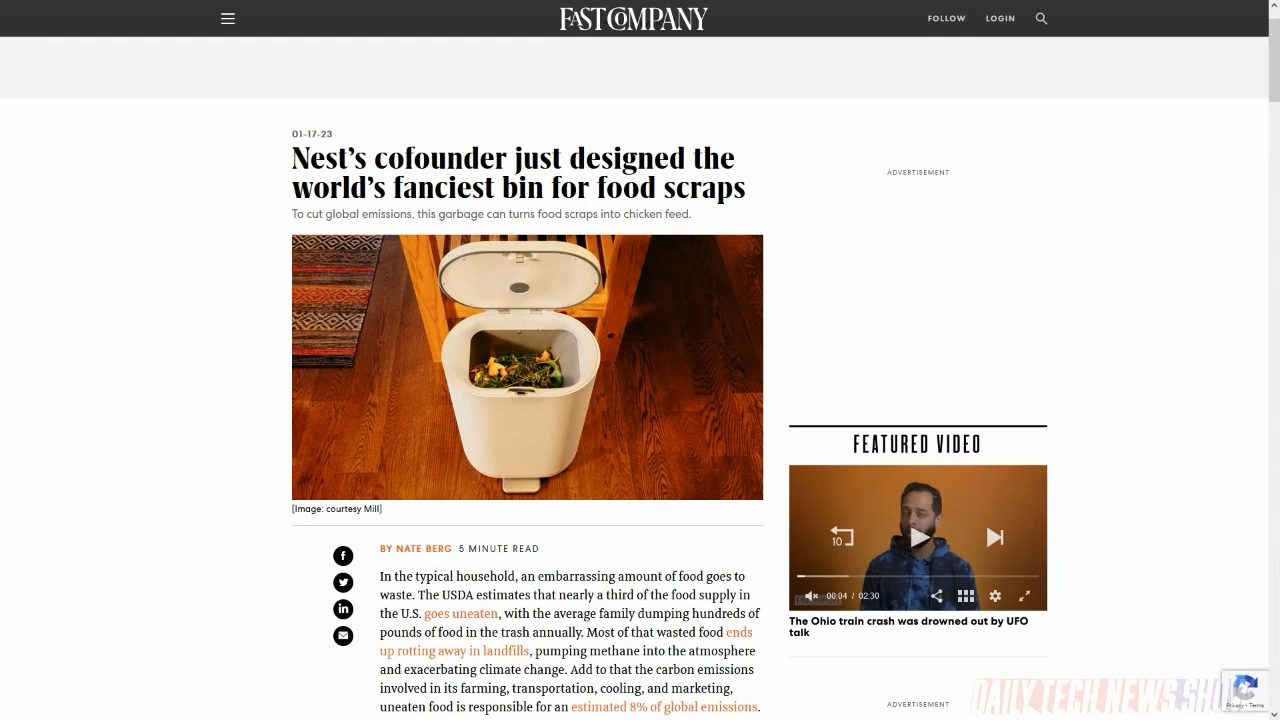 FAST COMPANY
FOLLOW
LOGIN
01-17-23
Nest's cofounder just designed the
world's fanciest bin for food scraps
To cut global emissions, this garbage can turns food scraps into chicken feed.
[Image: courtesy Mill]
BY NATE BERG 5 MINUTE READ
In the typical household, an embarrassing amount of food goes to
waste. The USDA estimates that nearly a third of the food supply in
the U.S. goes uneaten, with the average family dumping hundreds of
pounds of food in the trash annually. Most of that wasted food ends
up rotting away in landfills, pumping methane into the atmosphere
and exacerbating climate change. Add to that the carbon emissions
involved in its farming, transportation, cooling, and marketing,
uneaten food is responsible for an estimated 8% of global emissions.
ADVERTISEMENT
FEATURED VIDEO
10
00:04 / 02:30
The Ohio train crash was drowned out by UFO
talk
ADVERTISEMENT
DAILY TECH NEWS SHOW
Privacy - Terms